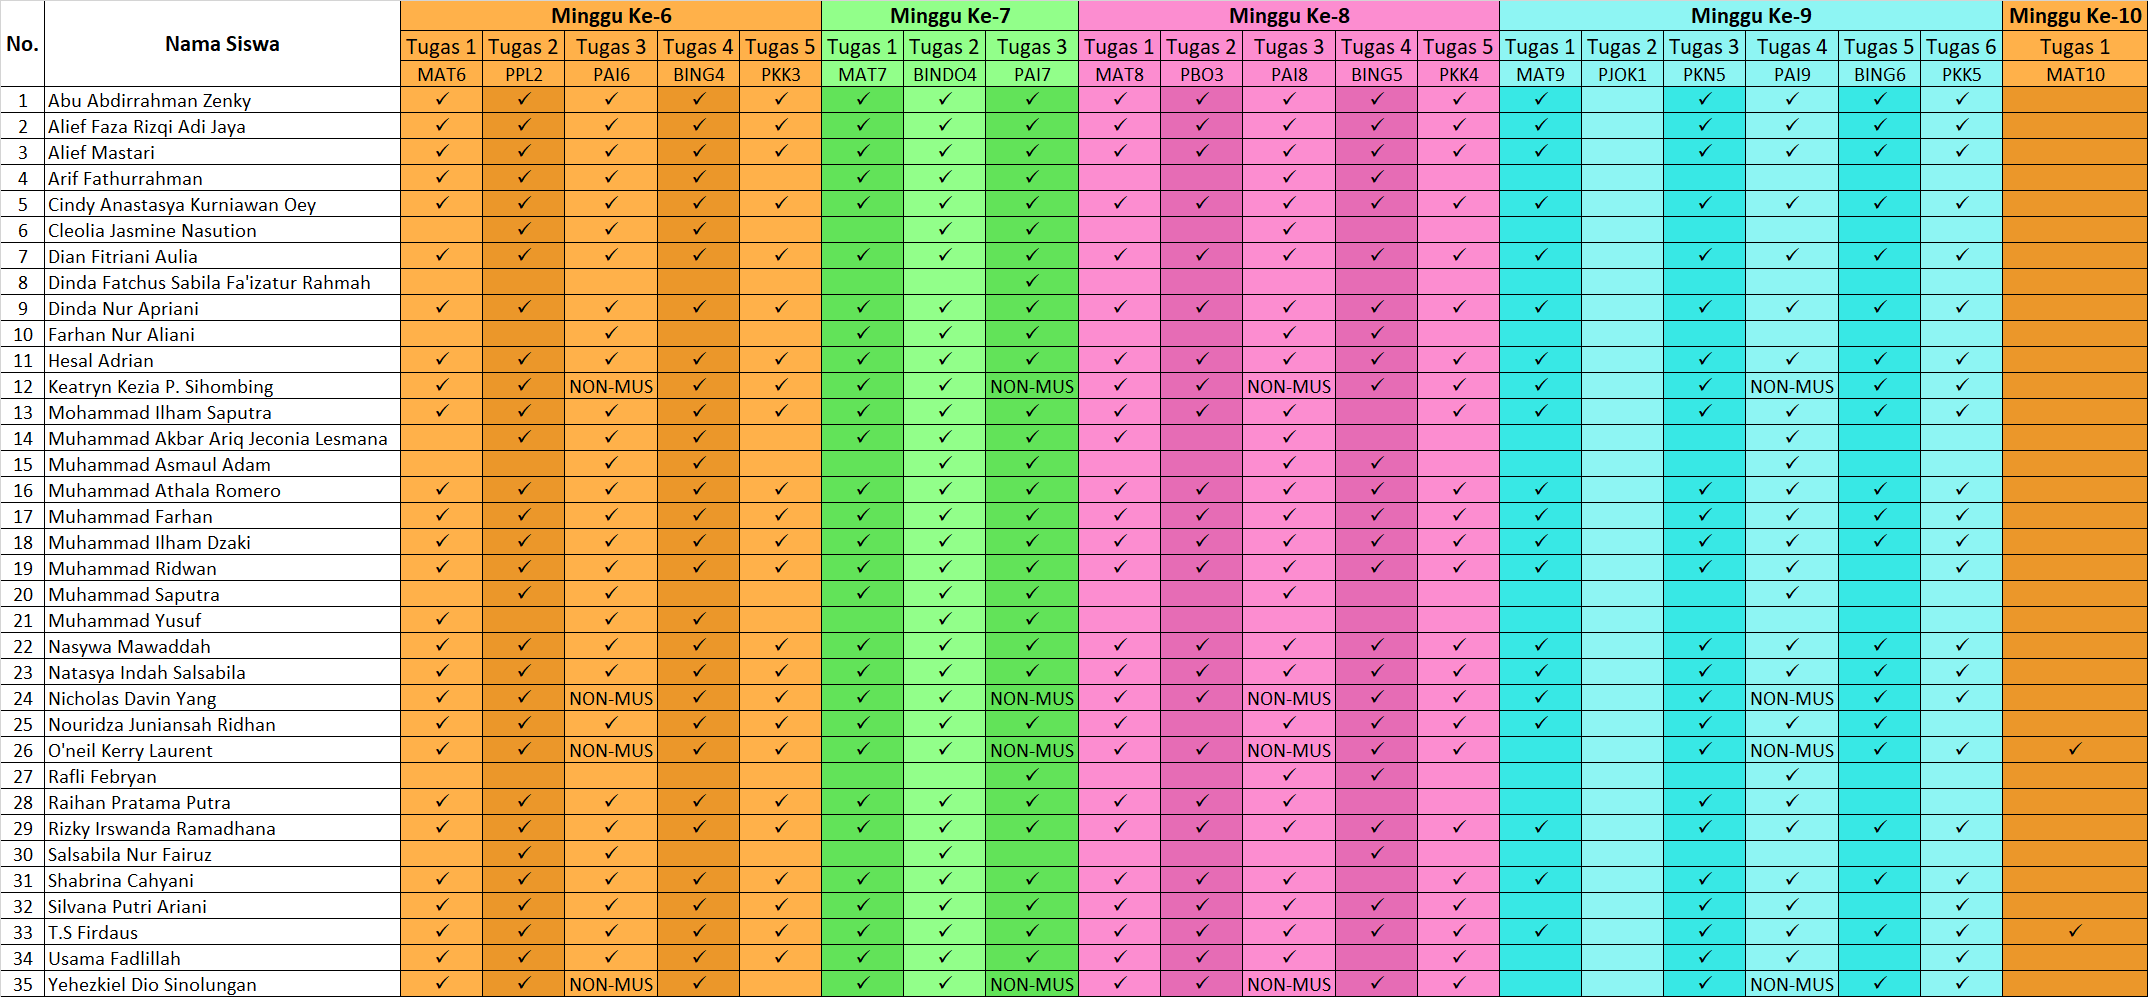 No. Nama Siswa Minggu Ke-6 Minggu Ke-7 Minggu Ke-8 Minggu Ke-9 Minggu Ke-10
Tugas 1 Tugas 2 Tugas 3 Tugas 4 Tugas 5 Tugas 1 Tugas 2 Tugas 3 Tugas 1 Tugas 2 Tugas 3 Tugas 4 Tugas 5 Tugas 1 Tugas 2 Tugas 3 Tugas 4 Tugas 5 Tugas 6 Tugas 1
MAT6 PPL2 PAI6 BING4 PKK3 MAT7 BINDO4 PAI7 MAT8 PBO3 PAI8 BING5 PKK4 MAT9 PJOK1 PKN5 PAI9 BING6 PKK5 MAT10
1 Abu Abdirrahman Zenky ✓ ✓ ✓ ✓ ✓ ✓ ✓ ✓ ✓ ✓ ✓ ✓ ✓ ✓ ✓ ✓ ✓ ✓
2 Alief Faza Rizqi Adi Jaya ✓ ✓ ✓ ✓ ✓ ✓ ✓ ✓ ✓ ✓ ✓ ✓ ✓ ✓ ✓ ✓ ✓ ✓
3 Alief Mastari ✓ ✓ ✓ ✓ ✓ ✓ ✓ ✓ ✓ ✓ ✓ ✓ ✓ ✓ ✓ ✓ ✓ ✓
4 Arif Fathurrahman ✓ ✓ ✓ ✓ ✓ ✓ ✓ ✓ ✓
5 Cindy Anastasya Kurniawan Oey ✓ ✓ ✓ ✓ ✓ ✓ ✓ ✓ ✓ ✓ ✓ ✓ ✓ ✓ ✓ ✓ ✓ ✓
6 Cleolia Jasmine Nasution ✓ ✓ ✓ ✓ ✓ ✓
7 Dian Fitriani Aulia ✓ ✓ ✓ ✓ ✓ ✓ ✓ ✓ ✓ ✓ ✓ ✓ ✓ ✓ ✓ ✓ ✓ ✓
8 Dinda Fatchus Sabila Fa'izatur Rahmah ✓
9 Dinda Nur Apriani ✓ ✓ ✓ ✓ ✓ ✓ ✓ ✓ ✓ ✓ ✓ ✓ ✓ ✓ ✓ ✓ ✓ ✓
10 Farhan Nur Aliani ✓ ✓ ✓ ✓ ✓ ✓
11 Hesal Adrian ✓ ✓ ✓ ✓ ✓ ✓ ✓ ✓ ✓ ✓ ✓ ✓ ✓ ✓ ✓ ✓ ✓ ✓
12 Keatryn Kezia P. Sihombing ✓ ✓ NON-MUS ✓ ✓ ✓ ✓ NON-MUS ✓ ✓ NON-MUS ✓ ✓ ✓ ✓ NON-MUS ✓ ✓
13 Mohammad Ilham Saputra ✓ ✓ ✓ ✓ ✓ ✓ ✓ ✓ ✓ ✓ ✓ ✓ ✓ ✓ ✓ ✓ ✓
14 Muhammad Akbar Ariq Jeconia Lesmana ✓ ✓ ✓ ✓ ✓ ✓ ✓ ✓ ✓
15 Muhammad Asmaul Adam ✓ ✓ ✓ ✓ ✓ ✓ ✓
16 Muhammad Athala Romero ✓ ✓ ✓ ✓ ✓ ✓ ✓ ✓ ✓ ✓ ✓ ✓ ✓ ✓ ✓ ✓ ✓ ✓
17 Muhammad Farhan ✓ ✓ ✓ ✓ ✓ ✓ ✓ ✓ ✓ ✓ ✓ ✓ ✓ ✓ ✓ ✓ ✓ ✓
18 Muhammad Ilham Dzaki ✓ ✓ ✓ ✓ ✓ ✓ ✓ ✓ ✓ ✓ ✓ ✓ ✓ ✓ ✓ ✓ ✓ ✓
19 Muhammad Ridwan ✓ ✓ ✓ ✓ ✓ ✓ ✓ ✓ ✓ ✓ ✓ ✓ ✓ ✓ ✓ ✓ ✓
20 Muhammad Saputra ✓ ✓ ✓ ✓ ✓ ✓ ✓
21 Muhammad Yusuf ✓ ✓ ✓ ✓ ✓
22 Nasywa Mawaddah ✓ ✓ ✓ ✓ ✓ ✓ ✓ ✓ ✓ ✓ ✓ ✓ ✓ ✓ ✓ ✓ ✓ ✓
23 Natasya Indah Salsabila ✓ ✓ ✓ ✓ ✓ ✓ ✓ ✓ ✓ ✓ ✓ ✓ ✓ ✓ ✓ ✓ ✓ ✓
24 Nicholas Davin Yang ✓ ✓ NON-MUS ✓ ✓ ✓ ✓ NON-MUS ✓ ✓ NON-MUS ✓ ✓ ✓ ✓ NON-MUS ✓ ✓
25 Nouridza Juniansah Ridhan ✓ ✓ ✓ ✓ ✓ ✓ ✓ ✓ ✓ ✓ ✓ ✓ ✓ ✓ ✓ ✓
26 O'neil Kerry Laurent ✓ ✓ NON-MUS ✓ ✓ ✓ ✓ NON-MUS ✓ ✓ NON-MUS ✓ ✓ ✓ NON-MUS ✓ ✓ ✓
27 Rafli Febryan ✓ ✓ ✓ ✓
28 Raihan Pratama Putra ✓ ✓ ✓ ✓ ✓ ✓ ✓ ✓ ✓ ✓ ✓ ✓ ✓
29 Rizky Irswanda Ramadhana ✓ ✓ ✓ ✓ ✓ ✓ ✓ ✓ ✓ ✓ ✓ ✓ ✓ ✓ ✓ ✓ ✓ ✓
30 Salsabila Nur Fairuz ✓ ✓ ✓ ✓
31 Shabrina Cahyani ✓ ✓ ✓ ✓ ✓ ✓ ✓ ✓ ✓ ✓ ✓ ✓ ✓ ✓ ✓ ✓ ✓
32 Silvana Putri Ariani ✓ ✓ ✓ ✓ ✓ ✓ ✓ ✓ ✓ ✓ ✓ ✓ ✓ ✓ ✓ ✓
33 T.S Firdaus ✓ ✓ ✓ ✓ ✓ ✓ ✓ ✓ ✓ ✓ ✓ ✓ ✓ ✓ ✓ ✓ ✓ ✓ ✓
34 Usama Fadlillah ✓ ✓ ✓ ✓ ✓ ✓ ✓ ✓ ✓ ✓ ✓ ✓ ✓ ✓ ✓
35 Yehezkiel Dio Sinolungan ✓ ✓ NON-MUS ✓ ✓ ✓ NON-MUS ✓ ✓ NON-MUS ✓ ✓ ✓ NON-MUS ✓ ✓